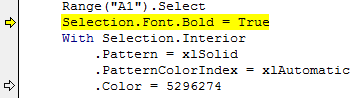 Range("A1").Select
Selection.Font.Bold = True
With Selection.Interior
.Pattern = xlSolid
.PatternColorIndex = xlAutomatic
.Color = 5296274